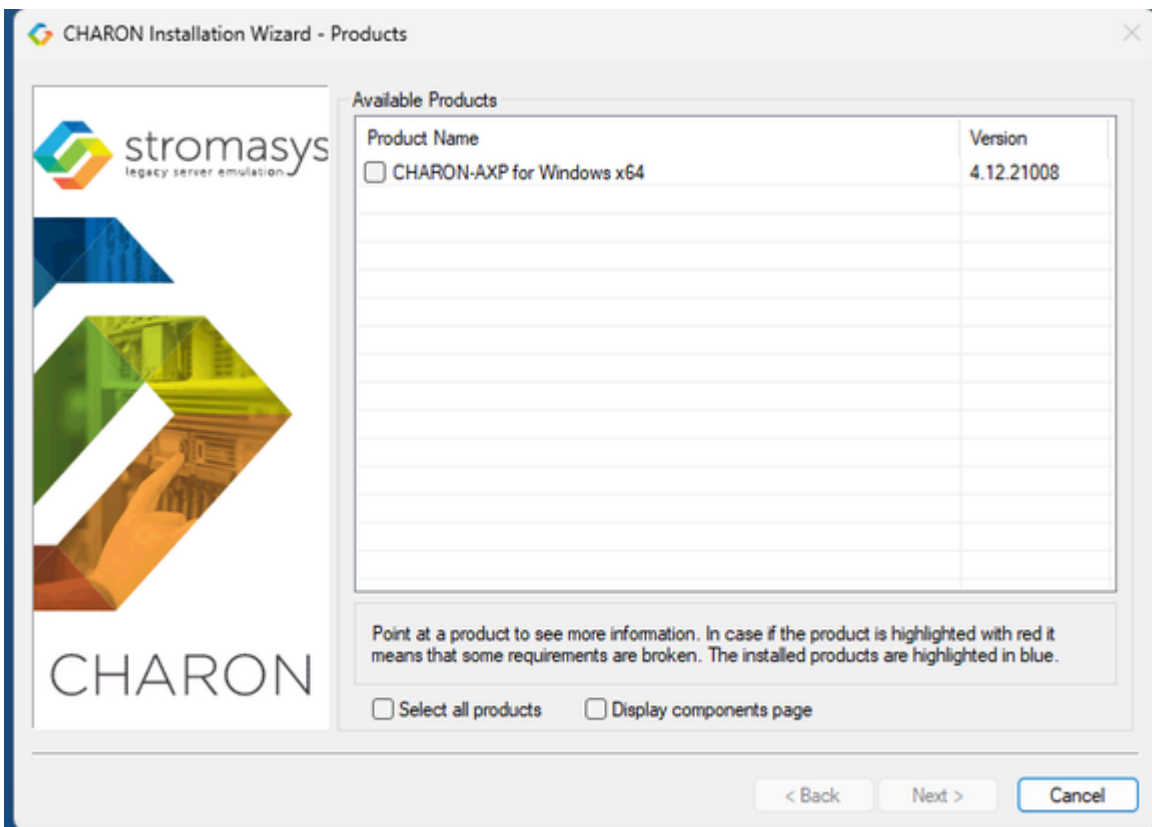 CHARON Installation Wizard - Products
stromasys
legacy server emulation
CHARON
Available Products
Product Name Version
CHARON-AXP for Windows x64 4.12.21008
Point at a product to see more information. In case if the product is highlighted with red it
means that some requirements are broken. The installed products are highlighted in blue.
Select all products Display components page
< Back Next > Cancel